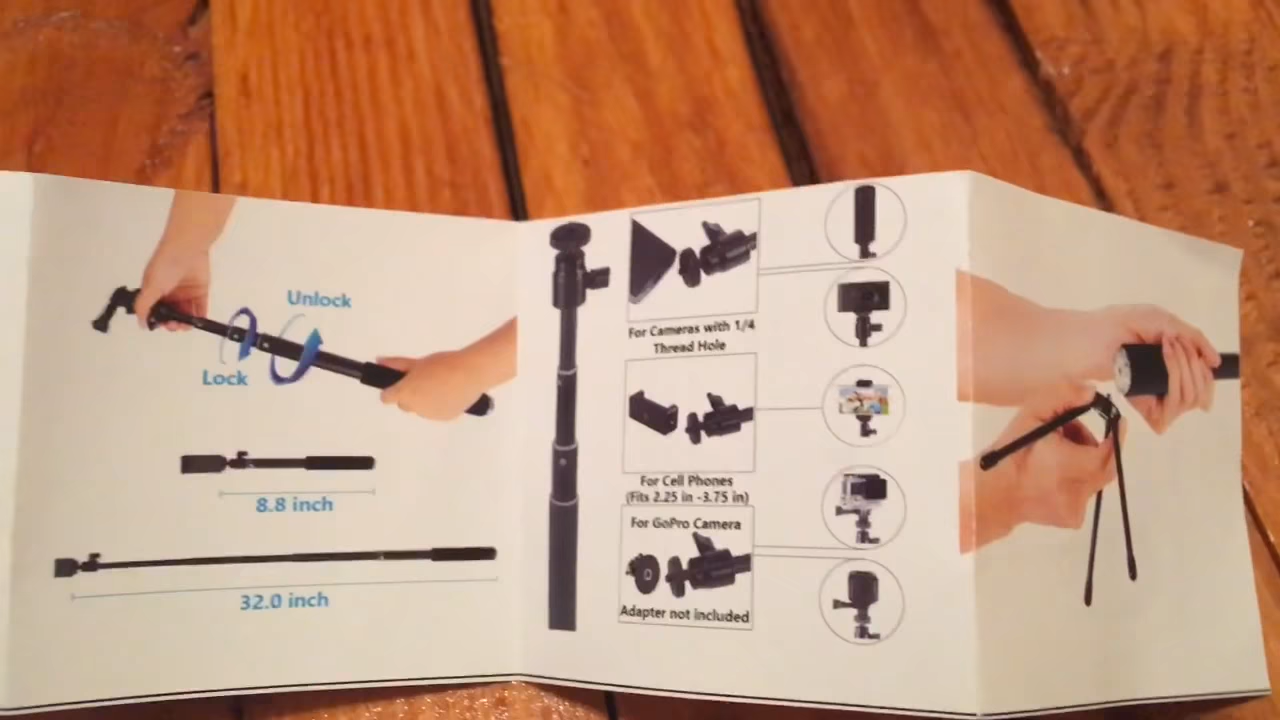 Unlock
Lock
8.8 inch
32.0 inch
For Cameras with 1/4
Thread Hole
For Cell Phones
(Fits 2.25 in -3.75 in)
For GoPro Camera
Adapter not included